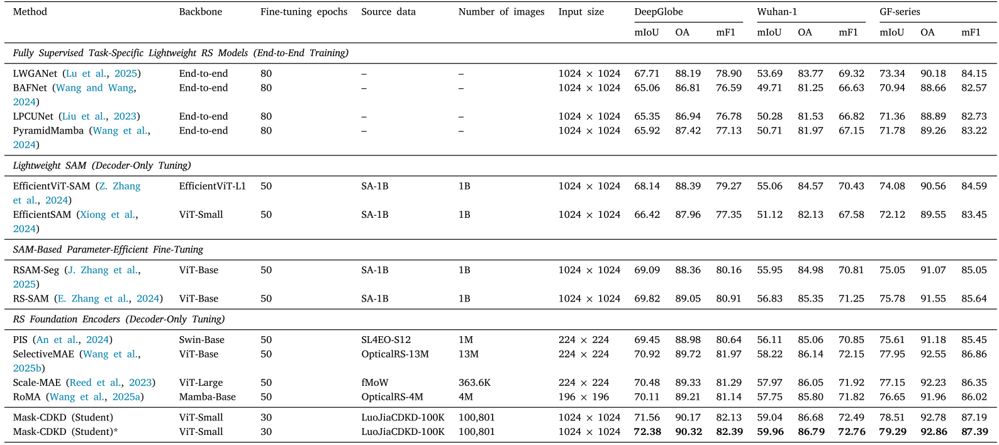 Method Backbone Fine-tuning epochs Source data Number of images Input size DeepGlobe Wuhan-1 GF-series
mIoU OA mF1 mIoU OA mF1 mIoU OA mF1
Fully Supervised Task-Specific Lightweight RS Models (End-to-End Training)
LWGANet (Lu et al., 2025) End-to-end 80 – – 1024 × 1024 67.71 88.19 78.90 53.69 83.77 69.32 73.34 90.18 84.15
BAFNet (Wang and Wang, End-to-end 80 – – 1024 × 1024 65.06 86.81 76.59 49.71 81.25 66.63 70.94 88.66 82.57
2024)
LPCUNet (Liu et al., 2023) End-to-end 80 – – 1024 × 1024 65.35 86.94 76.78 50.28 81.53 66.82 71.36 88.89 82.73
PyramidMamba (Wang et al., End-to-end 80 – – 1024 × 1024 65.92 87.42 77.13 50.71 81.97 67.15 71.78 89.26 83.22
2024)
Lightweight SAM (Decoder-Only Tuning)
EfficientViT-SAM (Z. Zhang EfficientViT-L1 50 SA-1B 1B 1024 × 1024 68.14 88.39 79.27 55.06 84.57 70.43 74.08 90.56 84.59
et al., 2024)
EfficientSAM (Xiong et al., ViT-Small 50 SA-1B 1B 1024 × 1024 66.42 87.96 77.35 51.12 82.13 67.58 72.12 89.55 83.45
2024)
SAM-Based Parameter-Efficient Fine-Tuning
RSAM-Seg (J. Zhang et al., ViT-Base 50 SA-1B 1B 1024 × 1024 69.09 88.36 80.16 55.95 84.98 70.81 75.05 91.07 85.05
2025)
RS-SAM (E. Zhang et al., 2024) ViT-Base 50 SA-1B 1B 1024 × 1024 69.82 89.05 80.91 56.83 85.35 71.25 75.78 91.55 85.64
RS Foundation Encoders (Decoder-Only Tuning)
PIS (An et al., 2024) Swin-Base 50 SL4EO-S12 1M 224 × 224 69.45 88.98 80.64 56.11 85.06 70.85 75.61 91.18 85.45
SelectiveMAE (Wang et al., ViT-Base 50 OpticalRS-13M 13M 224 × 224 70.92 89.72 81.97 58.22 86.14 72.15 77.95 92.55 86.86
2025b)
Scale-MAE (Reed et al., 2023) ViT-Large 50 fMoW 363.6K 224 × 224 70.48 89.33 81.29 57.97 86.05 71.92 77.15 92.23 86.35
RoMA (Wang et al., 2025a) Mamba-Base 50 OpticalRS-4M 4M 196 × 196 70.11 89.21 81.14 57.75 85.80 71.82 76.65 91.96 86.02
Mask-CDKD (Student) ViT-Small 30 LuoJiaCDKD-100K 100,801 1024 × 1024 71.56 90.17 82.13 59.04 86.68 72.49 78.51 92.78 87.19
Mask-CDKD (Student)* ViT-Small 30 LuoJiaCDKD-100K 100,801 1024 × 1024 72.38 90.32 82.39 59.96 86.79 72.76 79.29 92.86 87.39